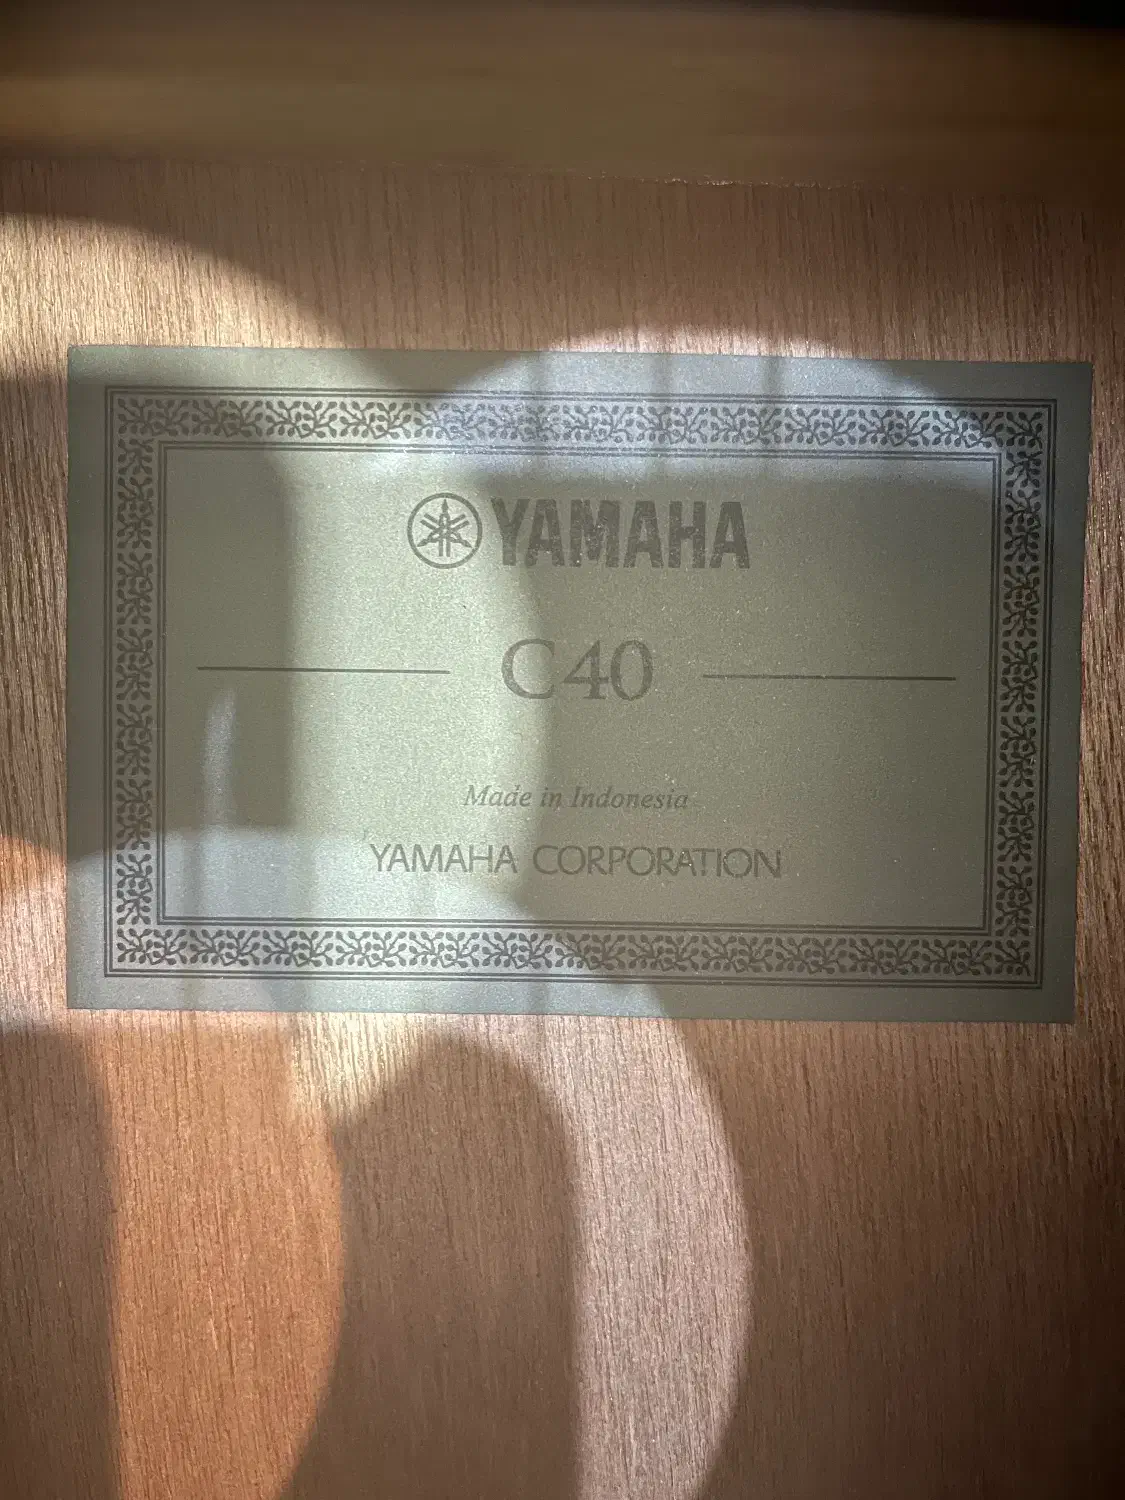 YAMAHA
C40
Made in Indonesia
YAMAHA CORPORATION